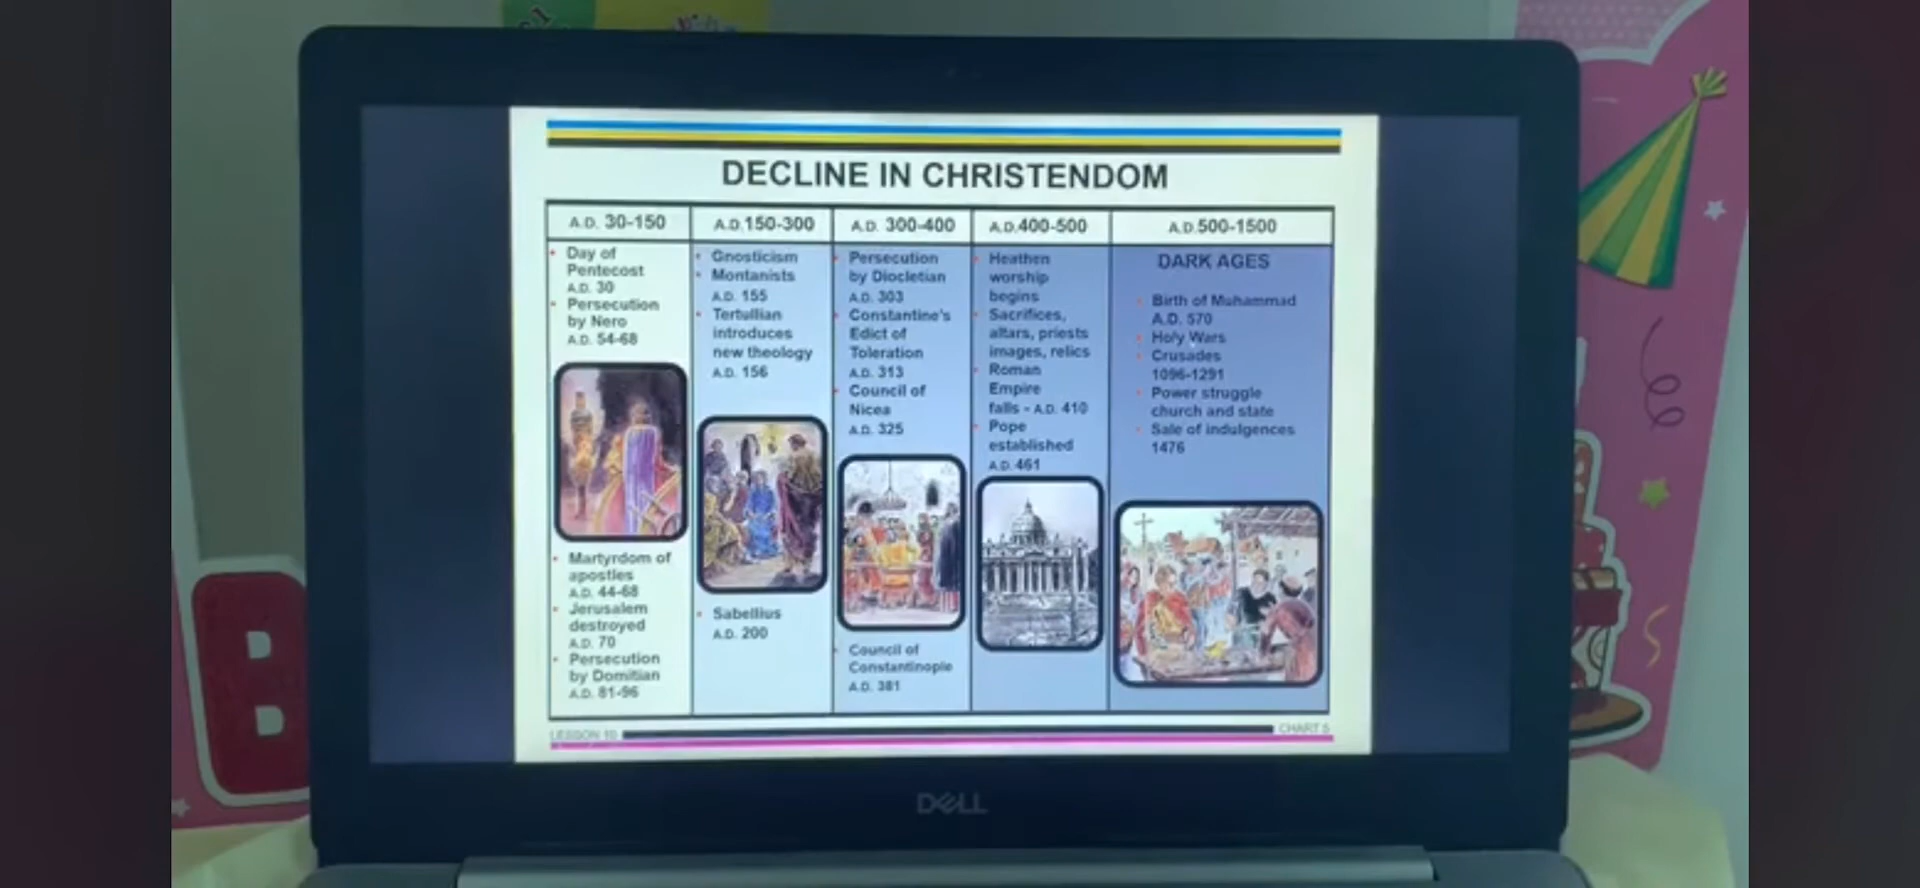 DECLINE IN CHRISTENDOM
A.D. 30-150
• Day of
Pentecost
A.D. 30
• Persecution
by Nero
A.D. 54-68
• Martyrdom of
apostles
A.D. 44-68
• Jerusalem
destroyed
A.D. 70
• Persecution
by Domitian
A.D. 81-96
A.D.150-300
• Gnosticism
• Montanists
A.D. 155
• Tertullian
introduces
new theology
A.D. 156
• Sabellius
A.D. 200
A.D. 300-400
• Persecution
by Diocletian
A.D. 303
• Constantine's
Edict of
Toleration
A.D. 313
• Council of
Nicea
A.D. 325
• Council of
Constantinople
A.D. 381
A.D.400-500
• Heathen
worship
begins
• Sacrifices,
altars, priests
images, relics
• Roman
Empire
falls - A.D. 410
• Pope
established
A.D. 461
A.D.500-1500
DARK AGES
• Birth of Muhammad
A.D. 570
• Holy Wars
• Crusades
1096-1291
• Power struggle
church and state
• Sale of indulgences
1476
LESSON 10
CHART 5
DELL
B